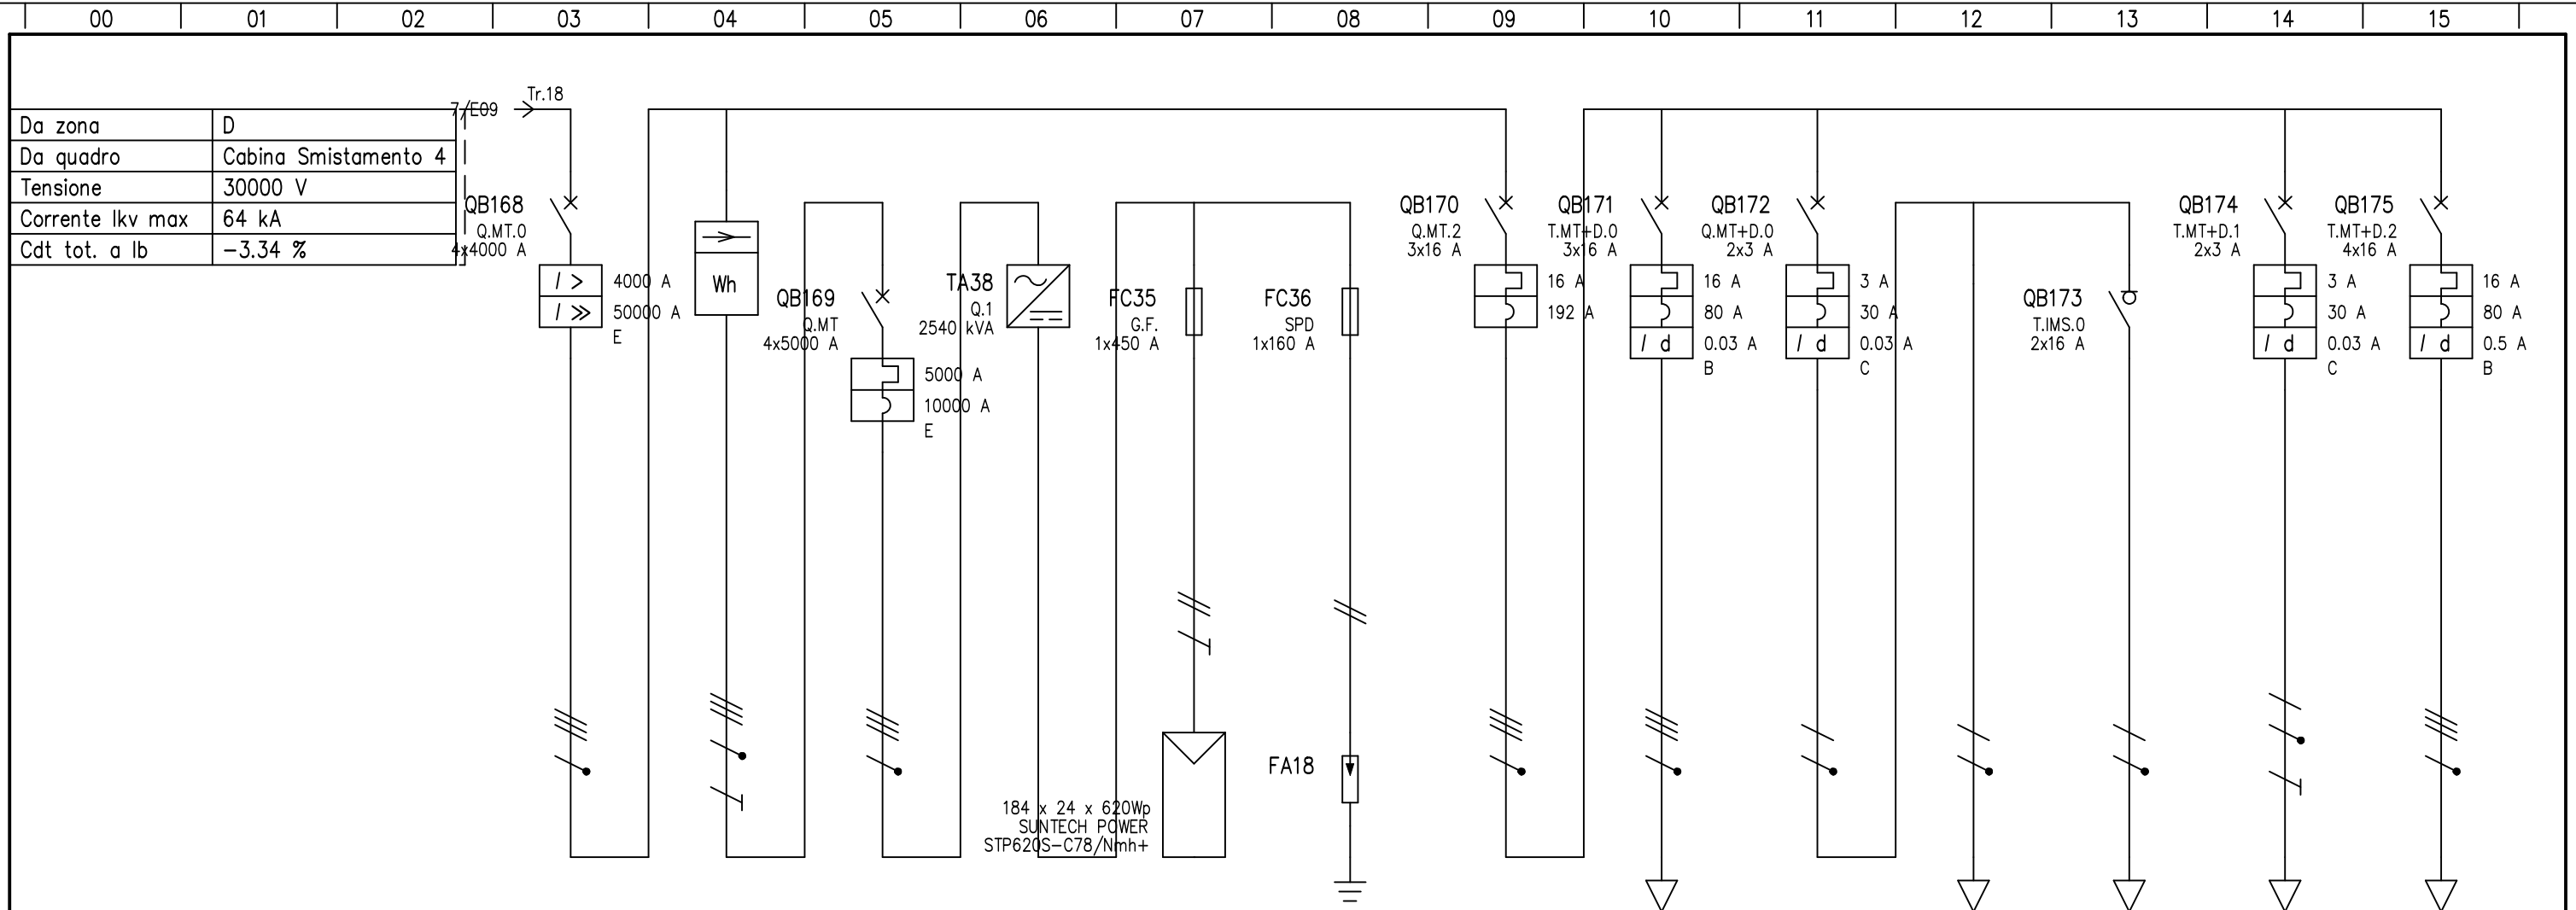 00 01 02 03 04 05 06 07 08 09 10 11 12 13 14 15
Tr.18
7/E09
Da zona D
Da quadro Cabina Smistamento 4
Tensione 30000 V
Corrente Ikv max 64 kA
Cdt tot. a Ib -3.34 %
QB168
Q.MT.0
4x4000 A
I > 4000 A
I >> 50000 A
E
Wh
QB169
Q.MT
4x5000 A
5000 A
10000 A
E
TA38
Q.1
2540 kVA
FC35
G.F.
1x450 A
184 x 24 x 620Wp
SUNTECH POWER
STP620S-C78/Nmh+
FC36
SPD
1x160 A
FA18
QB170
Q.MT.2
3x16 A
16 A
192 A
QB171
T.MT+D.0
3x16 A
16 A
80 A
I d 0.03 A
B
QB172
Q.MT+D.0
2x3 A
3 A
30 A
I d 0.03 A
C
QB173
T.IMS.0
2x16 A
QB174
T.MT+D.1
2x3 A
3 A
30 A
I d 0.03 A
C
QB175
T.MT+D.2
4x16 A
16 A
80 A
I d 0.5 A
B